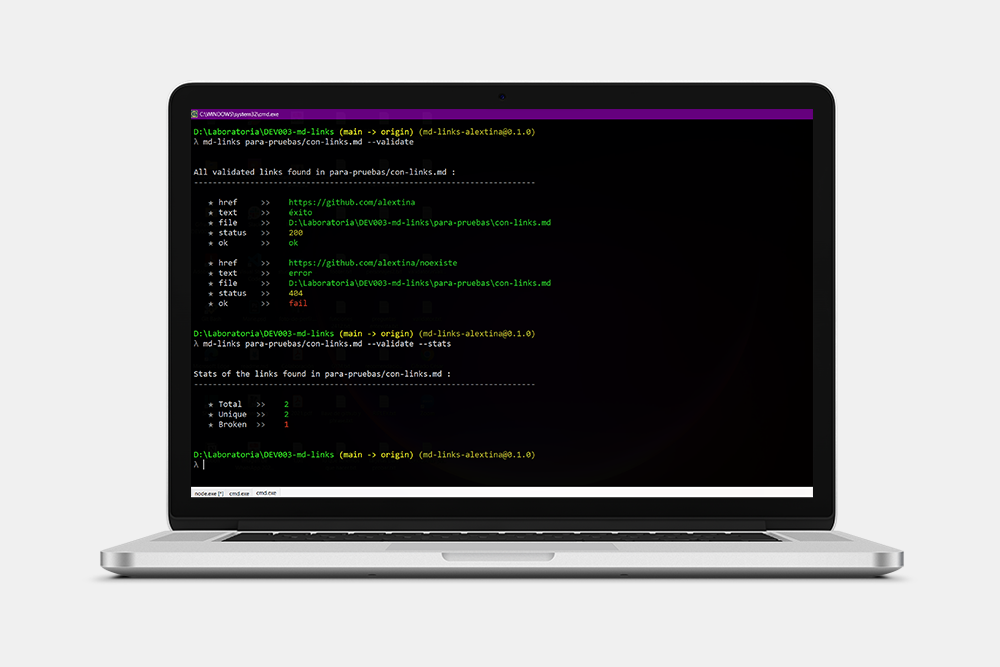 C:\WINDOWS\system32\cmd.exe
D:\Laboratoria\DEV003-md-links (main -> origin) (md-links-alextina@0.1.0)
λ md-links para-pruebas/con-links.md --validate
All validated links found in para-pruebas/con-links.md :
--------------------------------------------------------------------------------
* href >> https://github.com/alextina
* text >> éxito
* file >> D:\Laboratoria\DEV003-md-links\para-pruebas\con-links.md
* status >> 200
* ok >> ok
* href >> https://github.com/alextina/noexiste
* text >> error
* file >> D:\Laboratoria\DEV003-md-links\para-pruebas\con-links.md
* status >> 404
* ok >> fail
D:\Laboratoria\DEV003-md-links (main -> origin) (md-links-alextina@0.1.0)
λ md-links para-pruebas/con-links.md --validate --stats
Stats of the links found in para-pruebas/con-links.md :
--------------------------------------------------------------------------------
* Total >> 2
* Unique >> 2
* Broken >> 1
D:\Laboratoria\DEV003-md-links (main -> origin) (md-links-alextina@0.1.0)
λ
node.exe [*] cmd.exe cmd.exe